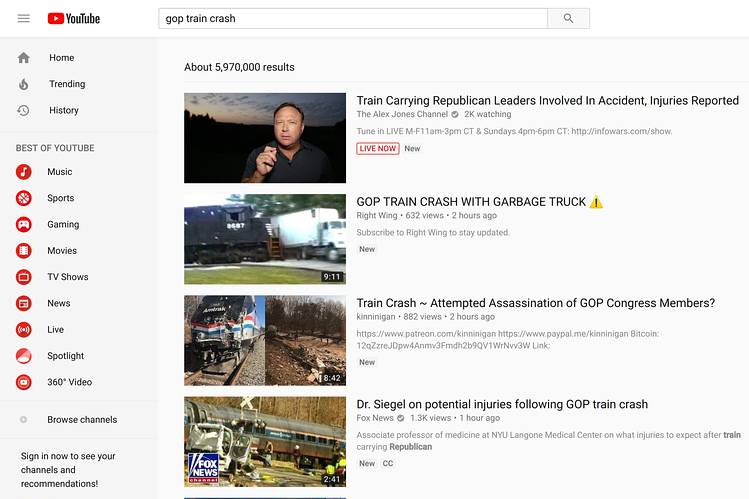 YouTube
gop train crash
Home
Trending
History
BEST OF YOUTUBE
Music
Sports
Gaming
Movies
TV Shows
News
Live
Spotlight
360° Video
Browse channels
Sign in now to see your
channels and
recommendations!
About 5,970,000 results
Train Carrying Republican Leaders Involved In Accident, Injuries Reported
The Alex Jones Channel 2K watching
Tune in LIVE M-F11am-3pm CT & Sundays 4pm-6pm CT: http://infowars.com/show.
LIVE NOW New
8687
9:11
GOP TRAIN CRASH WITH GARBAGE TRUCK ⚠️
Right Wing • 632 views • 2 hours ago
Subscribe to Right Wing to stay updated.
New
Amtrak
8:42
Train Crash ~ Attempted Assassination of GOP Congress Members?
kinninigan • 882 views • 2 hours ago
https://www.patreon.com/kinninigan https://www.paypal.me/kinninigan Bitcoin:
12qZzreJDpw4Anmv3Fmdh2b9QV1WrNvv3W Link:
New
FOX
NEWS
channel
2:41
Dr. Siegel on potential injuries following GOP train crash
Fox News 1.3K views • 1 hour ago
Associate professor of medicine at NYU Langone Medical Center on what injuries to expect after train
carrying Republican
New CC